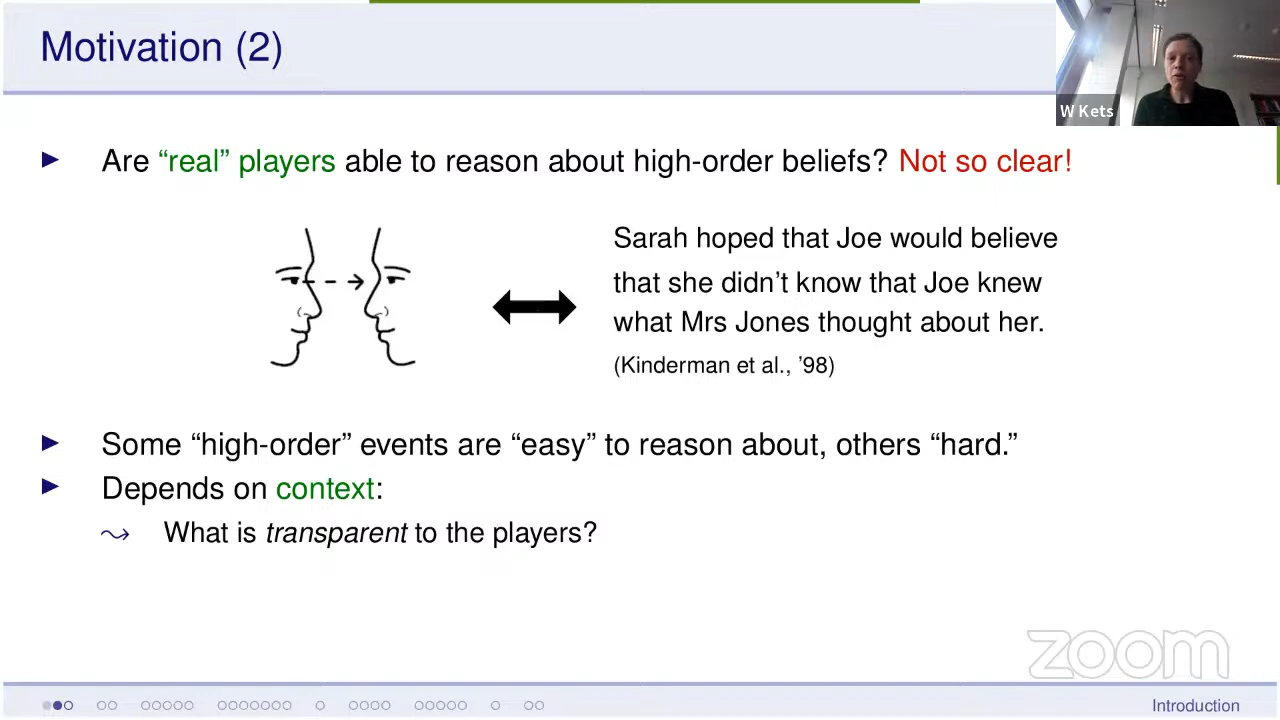 Motivation (2)
W Kets
Are “real” players able to reason about high-order beliefs? Not so clear!
Sarah hoped that Joe would believe
that she didn’t know that Joe knew
what Mrs Jones thought about her.
(Kinderman et al., ’98)
Some “high-order” events are “easy” to reason about, others “hard.”
Depends on context:
What is transparent to the players?
zoom
Introduction